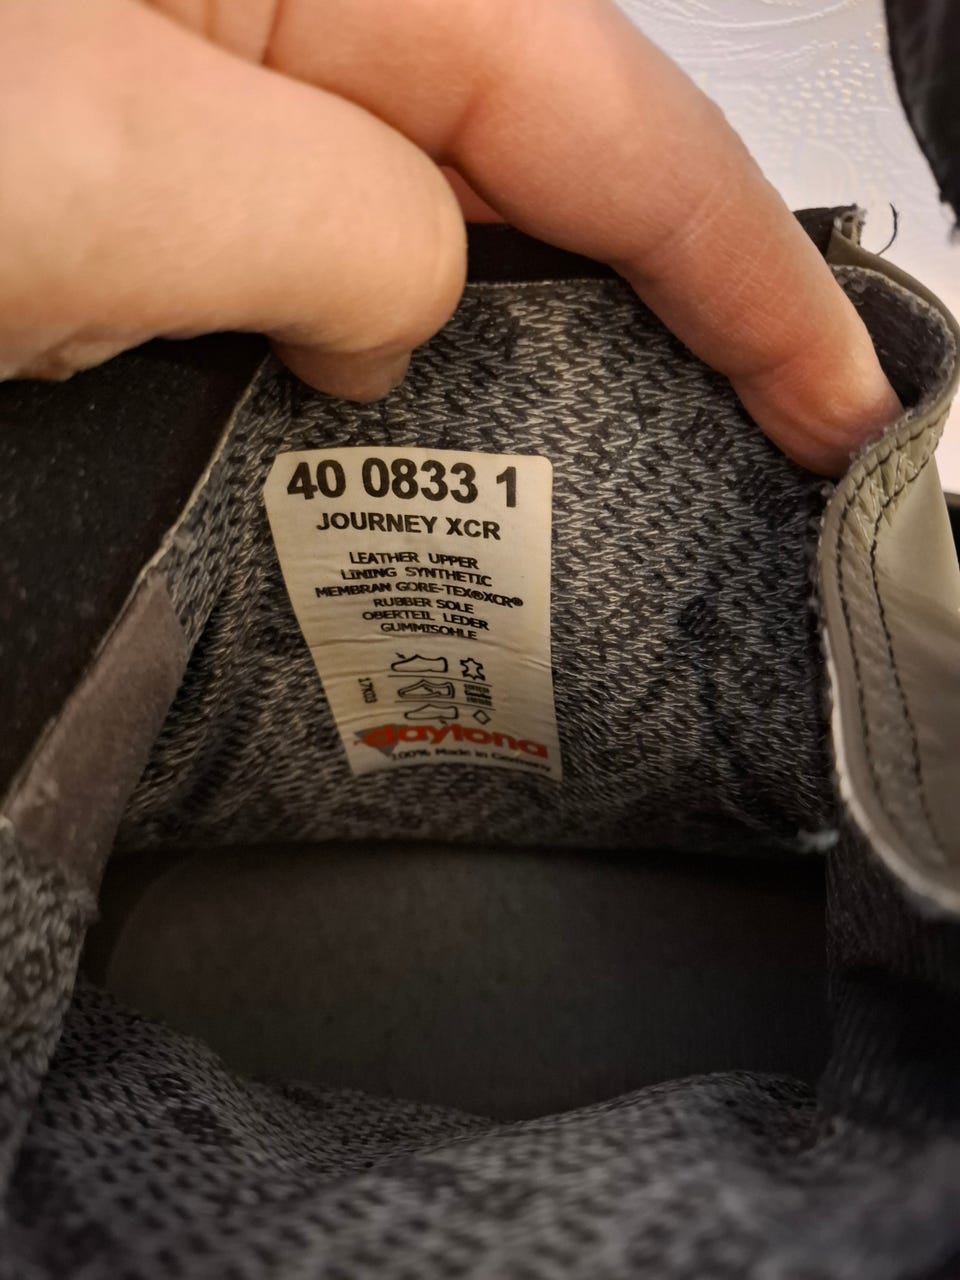 40 0833 1
JOURNEY XCR
LEATHER UPPER
LINING SYNTHETIC
MEMBRAN GORE-TEX®XCR®
RUBBER SOLE
OBERTEIL LEDER
GUMMISOHLE
daytona
100% Made in Germany